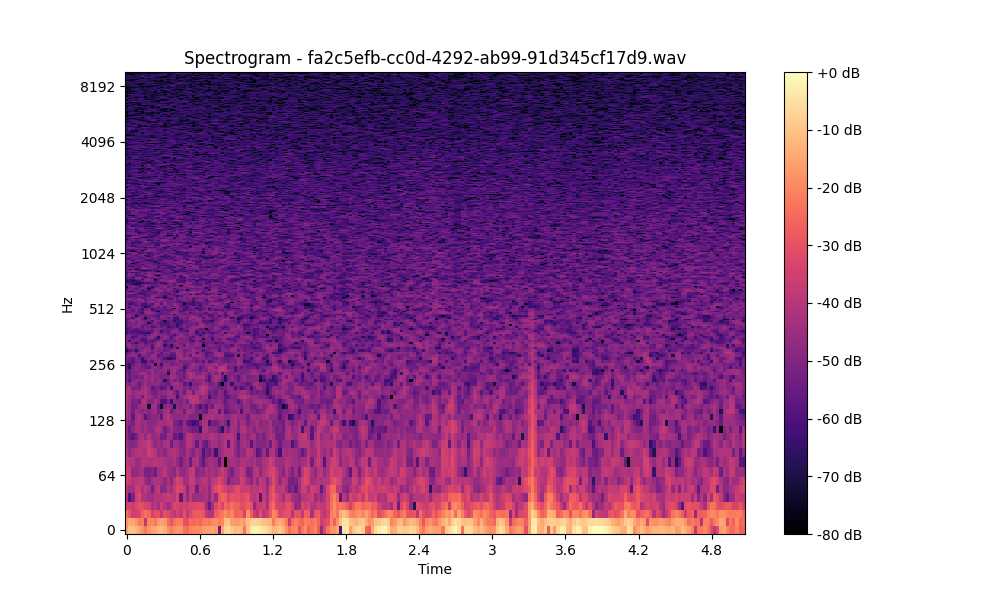 Spectrogram - fa2c5efb-cc0d-4292-ab99-91d345cf17d9.wav
+0 dB
8192
-10 dB
4096
-20 dB
2048
-30 dB
1024
Hz
512
-40 dB
256
-50 dB
128
-60 dB
64
-70 dB
0
-80 dB
0 0.6 1.2 1.8 2.4 3 3.6 4.2 4.8
Time